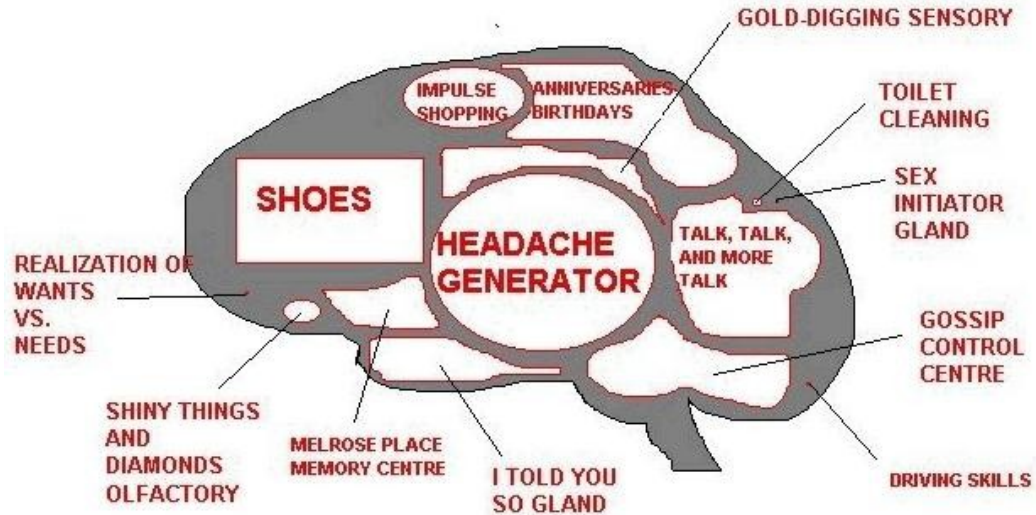 GOLD-DIGGING SENSORY
IMPULSE
SHOPPING
ANNIVERSARIES-
BIRTHDAYS
TOILET
CLEANING
SEX
INITIATOR
GLAND
SHOES
HEADACHE
GENERATOR
TALK, TALK,
AND MORE
TALK
REALIZATION OF
WANTS
VS.
NEEDS
GOSSIP
CONTROL
CENTRE
SHINY THINGS
AND
DIAMONDS
OLFACTORY
MELROSE PLACE
MEMORY CENTRE
I TOLD YOU
SO GLAND
DRIVING SKILLS